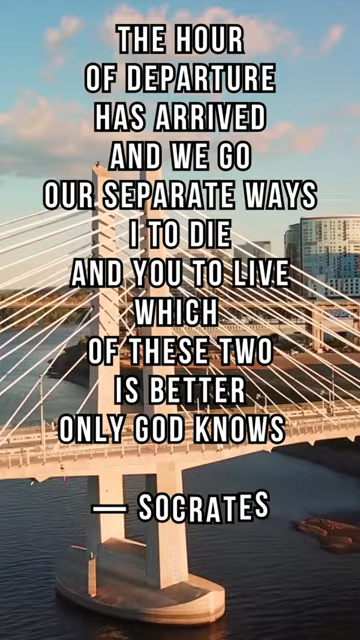 THE HOUR
OF DEPARTURE
HAS ARRIVED
AND WE GO
OUR SEPARATE WAYS
I TO DIE
AND YOU TO LIVE
WHICH
OF THESE TWO
IS BETTER
ONLY GOD KNOWS
— SOCRATES